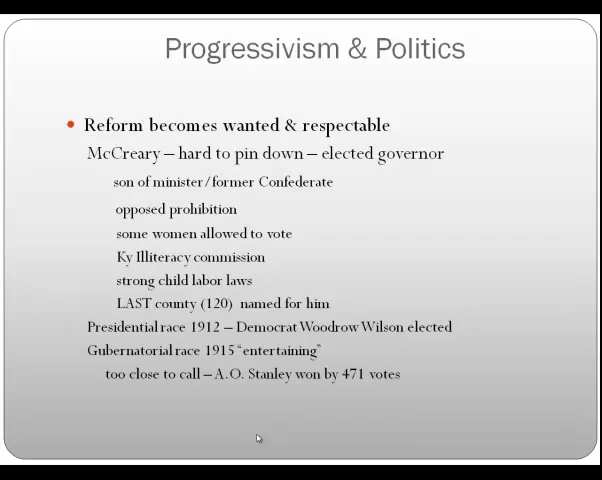 Progressivism & Politics
Reform becomes wanted & respectable
McCreary – hard to pin down – elected governor
son of minister/former Confederate
opposed prohibition
some women allowed to vote
Ky Illiteracy commission
strong child labor laws
LAST county (120) named for him
Presidential race 1912 – Democrat Woodrow Wilson elected
Gubernatorial race 1915 “entertaining”
too close to call – A.O. Stanley won by 471 votes